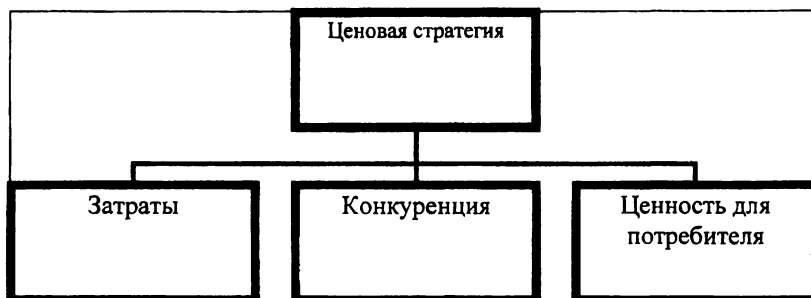 Ценовая стратегия
Затраты
Конкуренция
Ценность для
потребителя